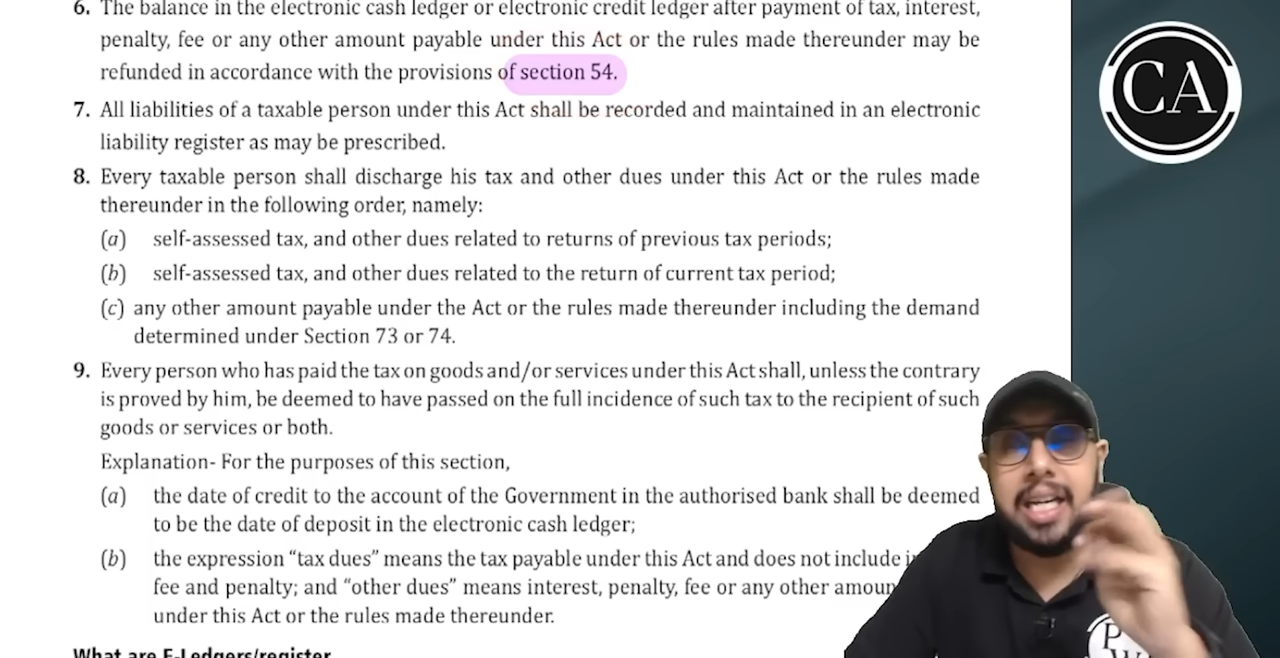 6. The balance in the electronic cash ledger or electronic credit ledger after payment of tax, interest,
penalty, fee or any other amount payable under this Act or the rules made thereunder may be
refunded in accordance with the provisions of section 54.
7. All liabilities of a taxable person under this Act shall be recorded and maintained in an electronic
liability register as may be prescribed.
8. Every taxable person shall discharge his tax and other dues under this Act or the rules made
thereunder in the following order, namely:
(a) self-assessed tax, and other dues related to returns of previous tax periods;
(b) self-assessed tax, and other dues related to the return of current tax period;
(c) any other amount payable under the Act or the rules made thereunder including the demand
determined under Section 73 or 74.
9. Every person who has paid the tax on goods and/or services under this Act shall, unless the contrary
is proved by him, be deemed to have passed on the full incidence of such tax to the recipient of such
goods or services or both.
Explanation- For the purposes of this section,
(a) the date of credit to the account of the Government in the authorised bank shall be deemed
to be the date of deposit in the electronic cash ledger;
(b) the expression “tax dues” means the tax payable under this Act and does not include
fee and penalty; and “other dues” means interest, penalty, fee or any other
under this Act or the rules made thereunder.
What are E-Ledgers/register
CA
P
W